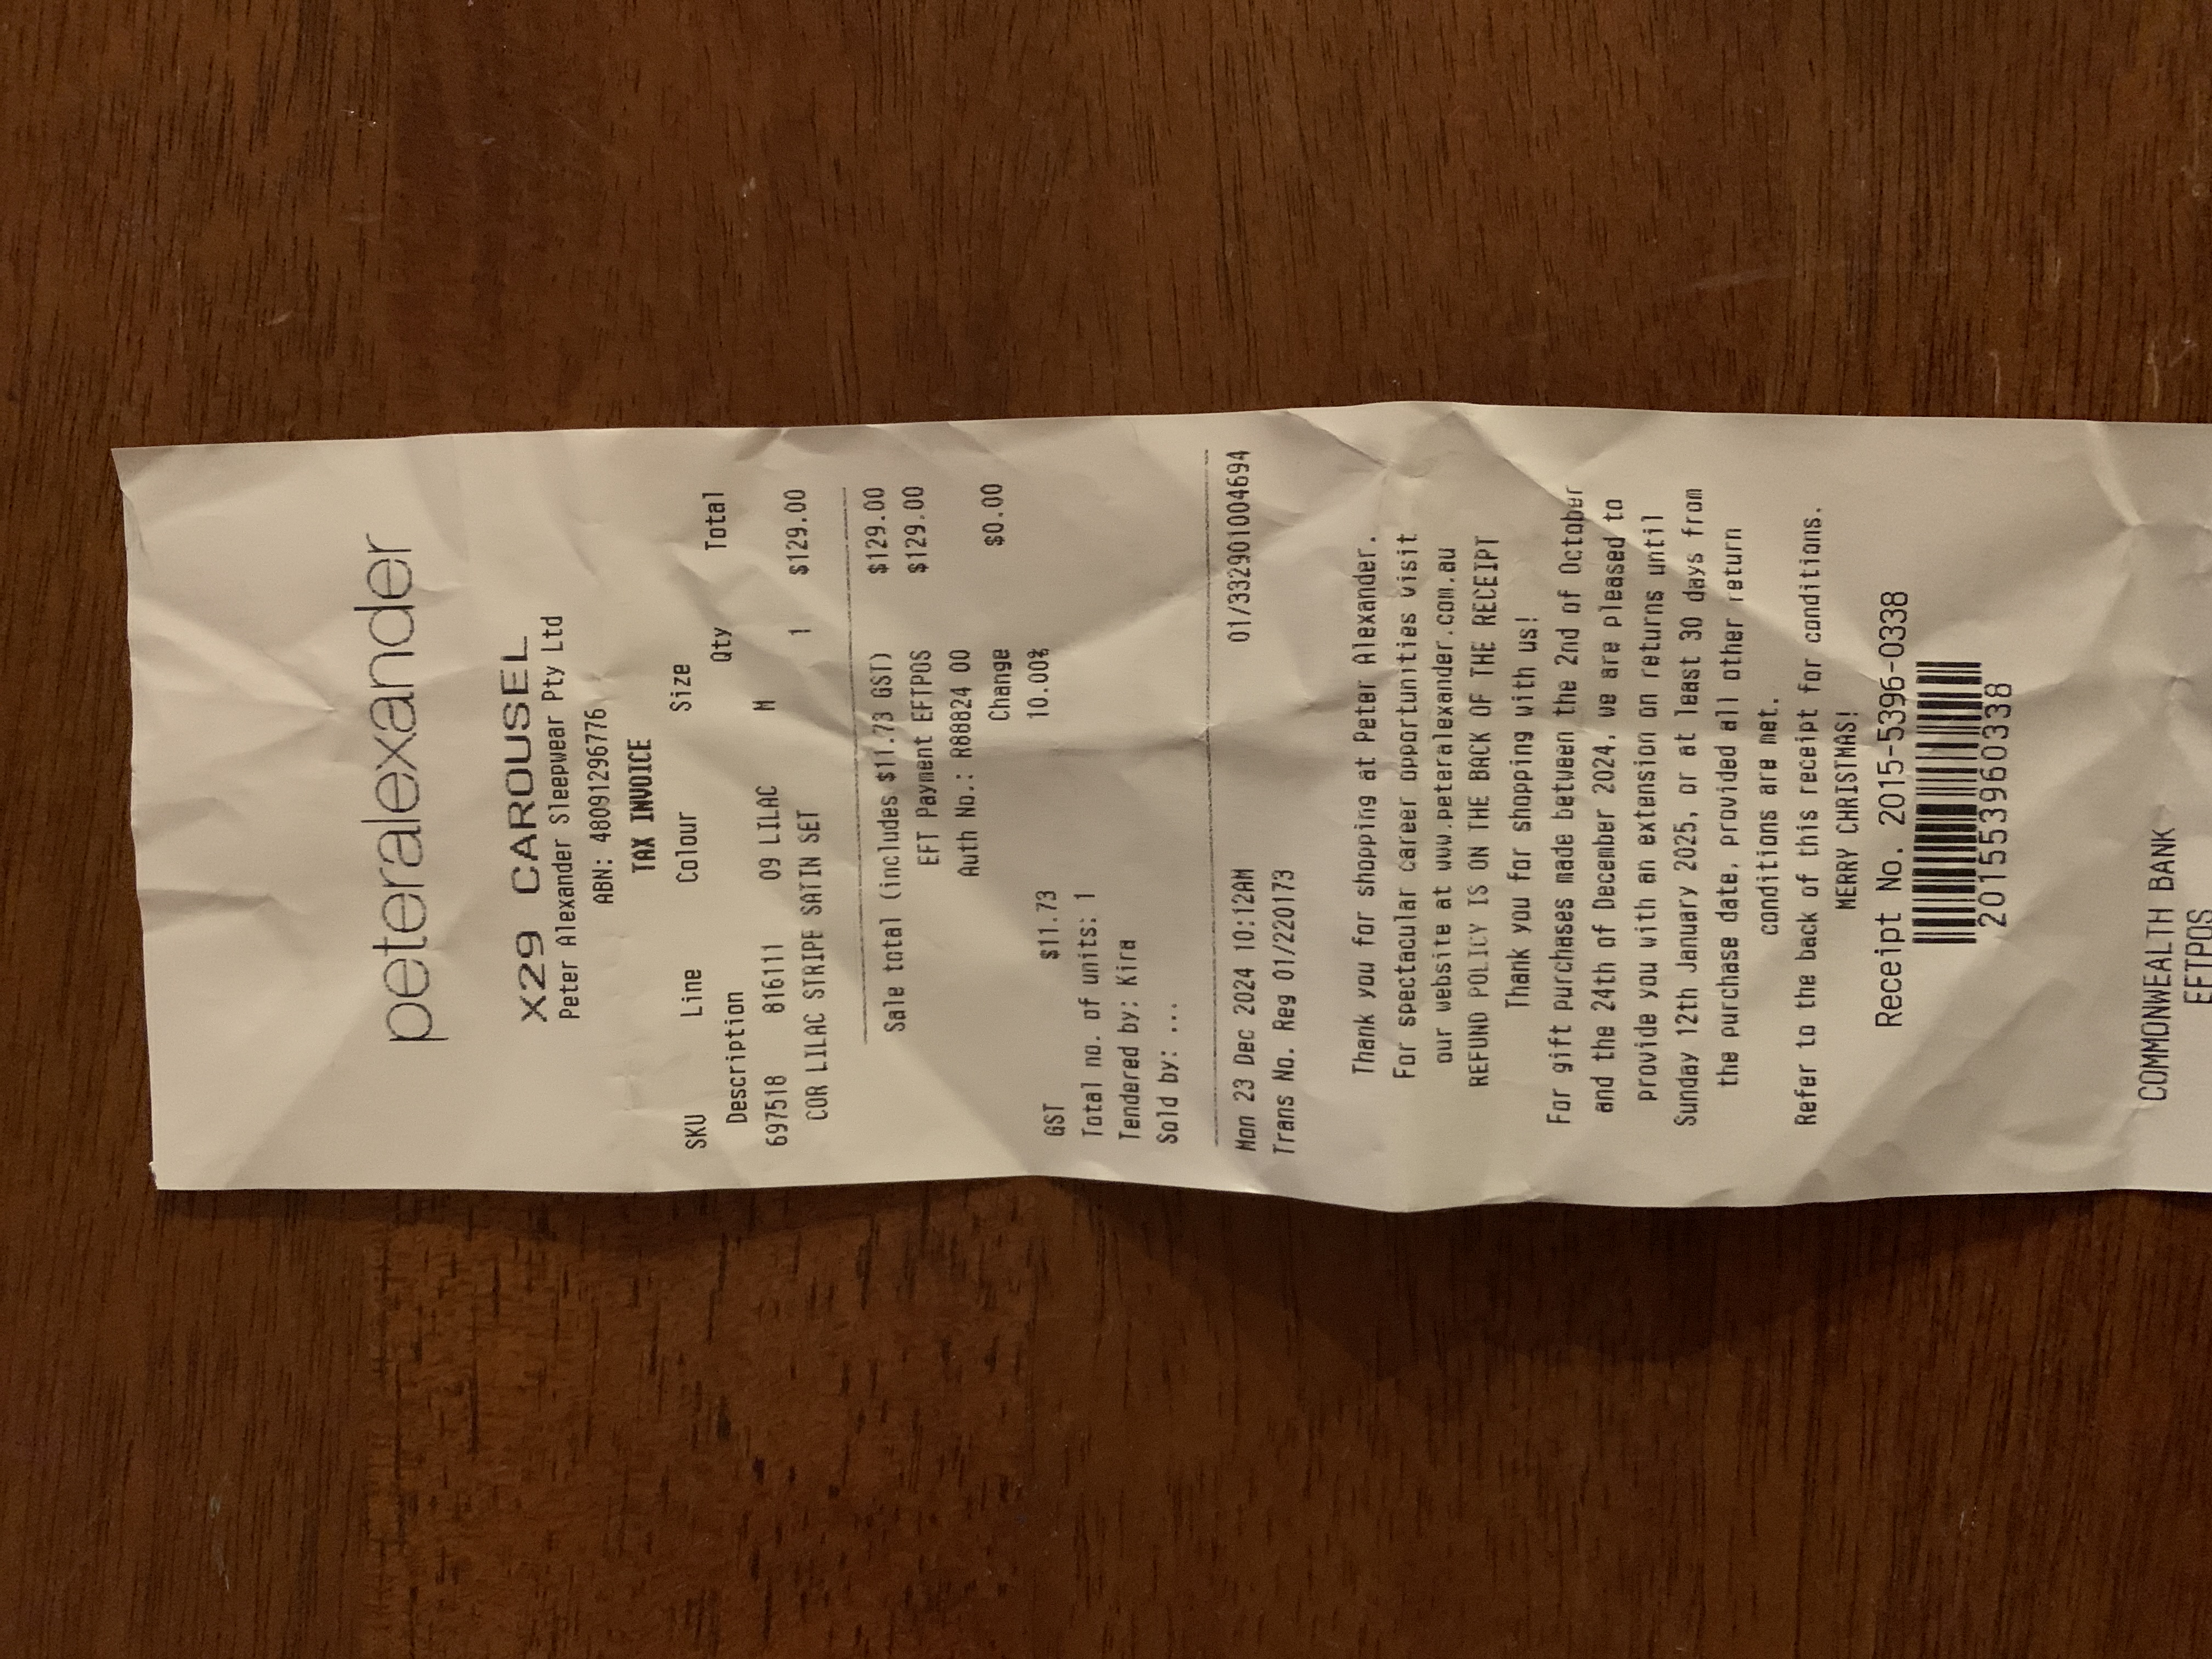 peteralexander
X29 CAROUSEL
Peter Alexander Sleepwear Pty Ltd
ABN: 48091296776
TAX INVOICE
SKU Line Colour Size
Description Qty Total
697518 816111 09 LILAC M
COR LILAC STRIPE SATIN SET 1 $129.00
Sale total (includes $11.73 GST) $129.00
EFT Payment EFTPOS $129.00
Auth No.: R88824 00
Change $0.00
GST $11.73 10.00%
Total no. of units: 1
Tendered by: Kira
Sold by: ...
Mon 23 Dec 2024 10:12AM 01/332901004694
Trans No. Reg 01/220173
Thank you for shopping at Peter Alexander.
For spectacular career opportunities visit
our website at www.peteralexander.com.au
REFUND POLICY IS ON THE BACK OF THE RECEIPT
Thank you for shopping with us!
For gift purchases made between the 2nd of October
and the 24th of December 2024, we are pleased to
provide you with an extension on returns until
Sunday 12th January 2025, or at least 30 days from
the purchase date, provided all other return
conditions are met.
Refer to the back of this receipt for conditions.
MERRY CHRISTMAS!
Receipt No. 2015-5396-0338
201553960338
COMMONWEALTH BANK
EFTPOS